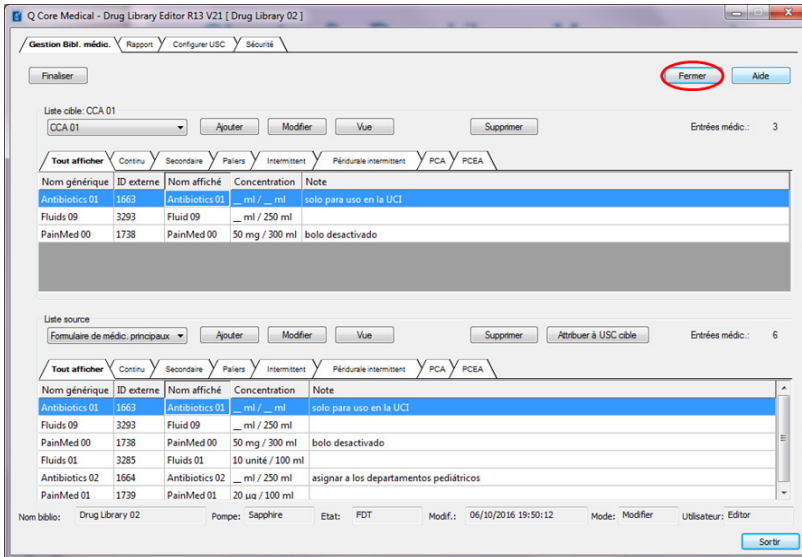 Q Core Medical - Drug Library Editor R13 V21 [ Drug Library 02 ]
Gestion Bibl. médic. Rapport Configurer USC Sécurité
Finaliser Fermer Aide
Liste cible: CCA 01
CCA 01 Ajouter Modifier Vue Supprimer Entrées médic.: 3
Tout afficher Continu Secondaire Paliers Intermittent Péridurale intermittent PCA PCEA
Nom générique ID externe Nom affiché Concentration Note
Antibiotics 01 1663 Antibiotics 01 __ ml / __ ml solo para uso en la UCI
Fluids 09 3293 Fluid 09 __ ml / 250 ml
PainMed 00 1738 PainMed 00 50 mg / 300 ml bolo desactivado
Liste source
Formulaire de médic. principaux Ajouter Modifier Vue Supprimer Attribuer à USC cible Entrées médic.: 6
Tout afficher Continu Secondaire Paliers Intermittent Péridurale intermittent PCA PCEA
Nom générique ID externe Nom affiché Concentration Note
Antibiotics 01 1663 Antibiotics 01 __ ml / __ ml solo para uso en la UCI
Fluids 09 3293 Fluid 09 __ ml / 250 ml
PainMed 00 1738 PainMed 00 50 mg / 300 ml bolo desactivado
Fluids 01 3285 Fluids 01 10 unité / 100 ml
Antibiotics 02 1664 Antibiotics 02 __ ml / 250 ml asignar a los departamentos pediátricos
PainMed 01 1739 PainMed 01 20 µg / 100 ml
Nom biblio: Drug Library 02 Pompe: Sapphire Etat: FDT Modif.: 06/10/2016 19:50:12 Mode: Modifier Utilisateur: Editor
Sortir